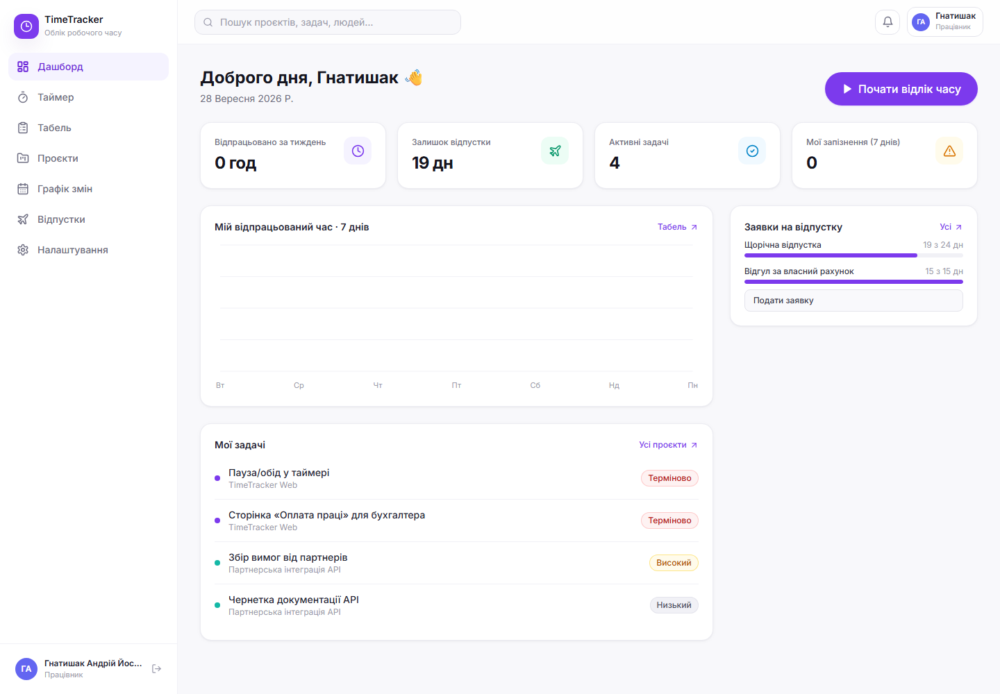 TimeTracker
Облік робочого часу
Дашборд
Таймер
Табель
Проєкти
Графік змін
Відпустки
Налаштування
Гнатишак Андрій Йос...
Працівник
ГА
Пошук проєктів, задач, людей...
ГА
Гнатишак
Працівник
Доброго дня, Гнатишак 👋
28 Вересня 2026 Р.
Почати відлік часу
Відпрацьовано за тиждень
0 год
Залишок відпустки
19 дн
Активні задачі
4
Мої запізнення (7 днів)
0
Мій відпрацьований час · 7 днів
Табель
Вт Ср Чт Пт Сб Нд Пн
Заявки на відпустку
Усі
Щорічна відпустка 19 з 24 дн
Відгул за власний рахунок 15 з 15 дн
Подати заявку
Мої задачі
Усі проєкти
Пауза/обід у таймері
TimeTracker Web
Терміново
Сторінка «Оплата праці» для бухгалтера
TimeTracker Web
Терміново
Збір вимог від партнерів
Партнерська інтеграція API
Високий
Чернетка документації API
Партнерська інтеграція API
Низький